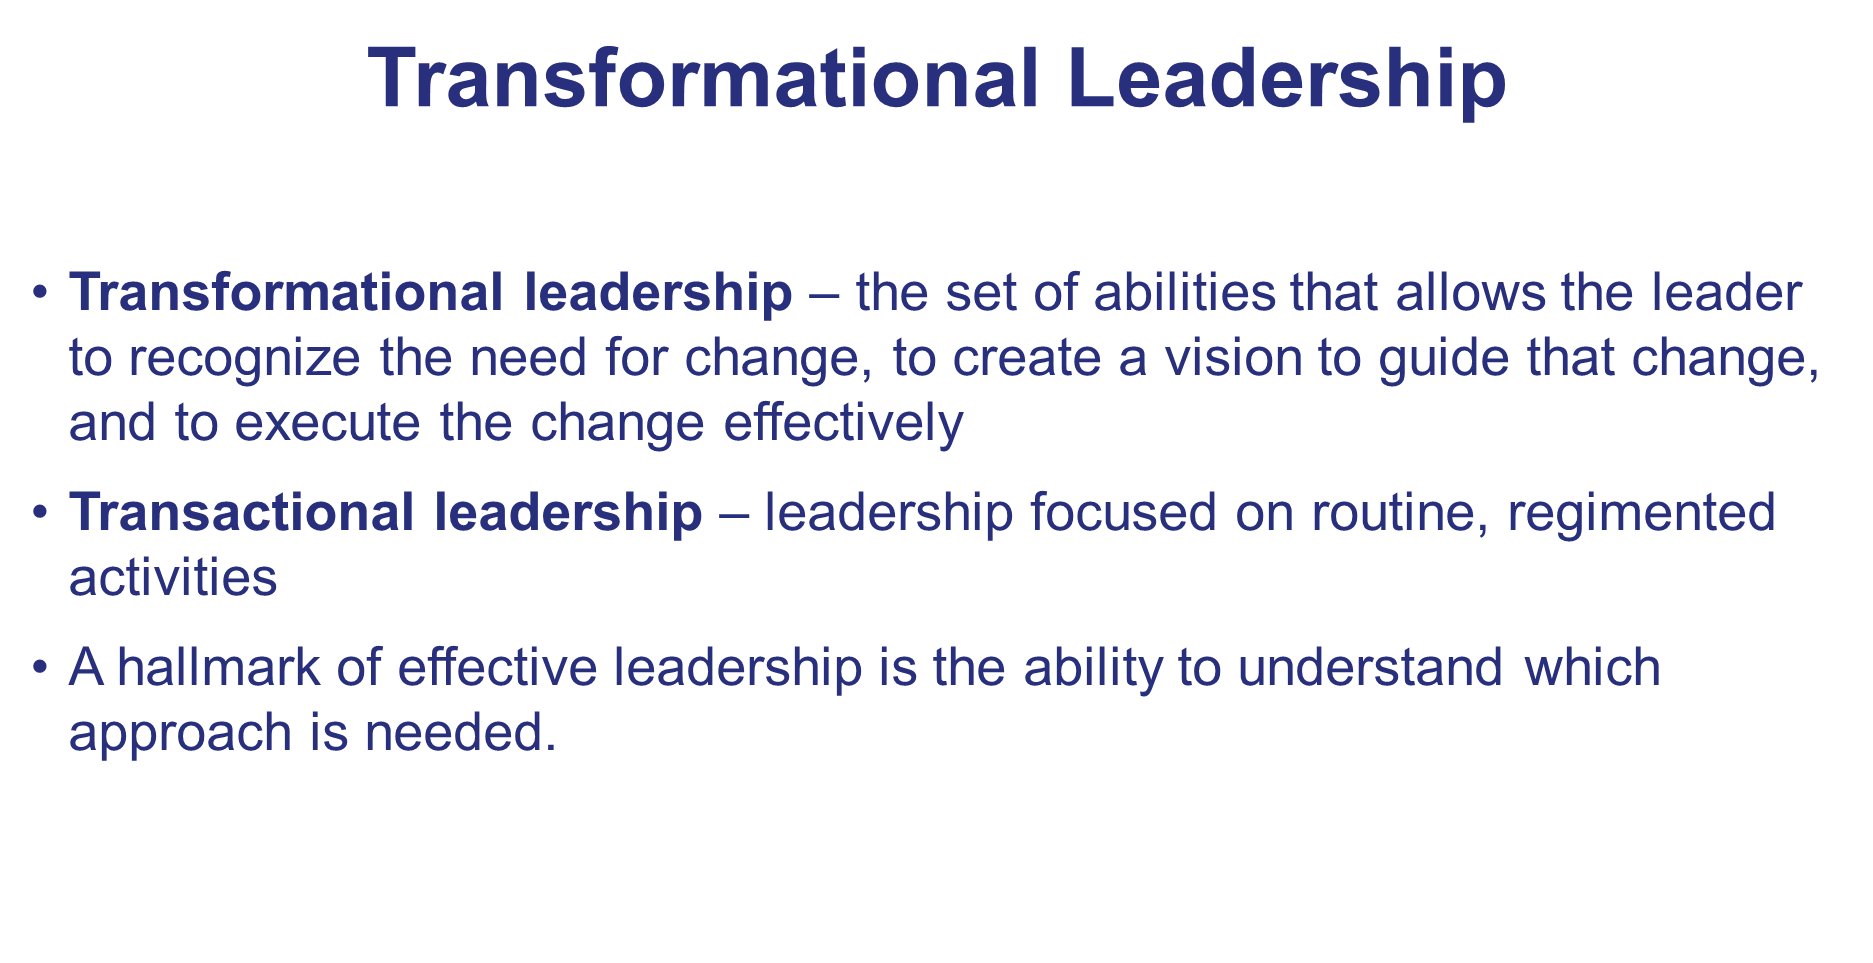 Transformational Leadership
• Transformational leadership – the set of abilities that allows the leader
to recognize the need for change, to create a vision to guide that change,
and to execute the change effectively
• Transactional leadership – leadership focused on routine, regimented
activities
• A hallmark of effective leadership is the ability to understand which
approach is needed.